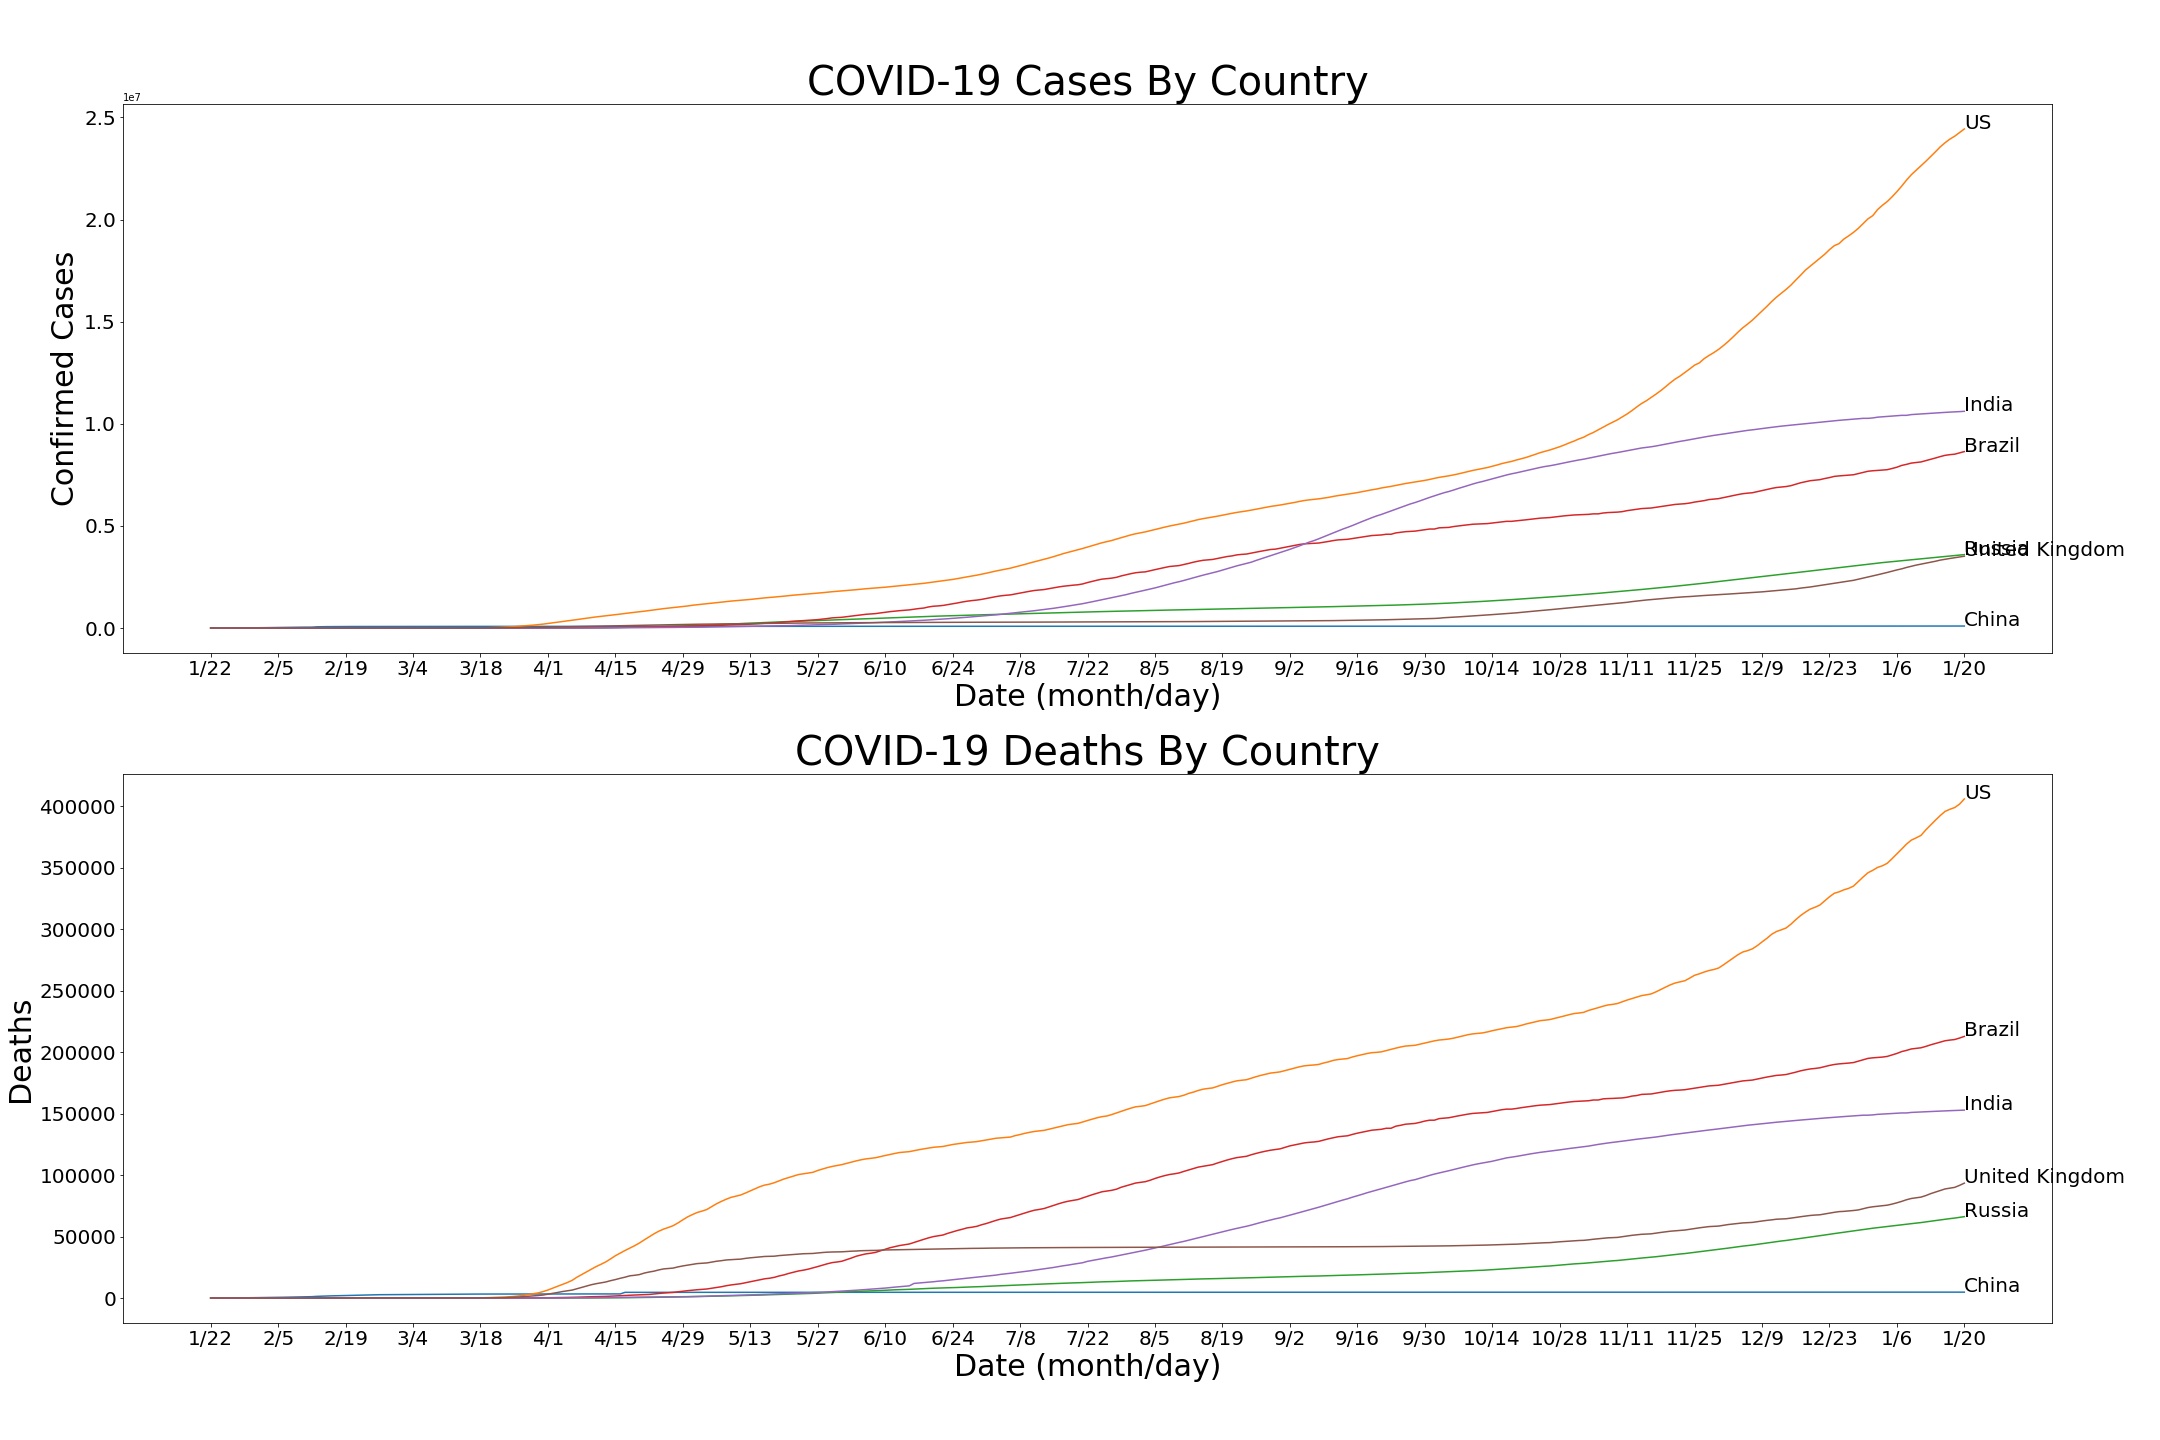 COVID-19 Cases By Country
1e7
2.5
2.0
1.5
1.0
0.5
0.0
Confirmed Cases
US
India
Brazil
Russia
United Kingdom
China
1/22 2/5 2/19 3/4 3/18 4/1 4/15 4/29 5/13 5/27 6/10 6/24 7/8 7/22 8/5 8/19 9/2 9/16 9/30 10/14 10/28 11/11 11/25 12/9 12/23 1/6 1/20
Date (month/day)
COVID-19 Deaths By Country
400000
350000
300000
250000
200000
150000
100000
50000
0
Deaths
US
Brazil
India
United Kingdom
Russia
China
1/22 2/5 2/19 3/4 3/18 4/1 4/15 4/29 5/13 5/27 6/10 6/24 7/8 7/22 8/5 8/19 9/2 9/16 9/30 10/14 10/28 11/11 11/25 12/9 12/23 1/6 1/20
Date (month/day)